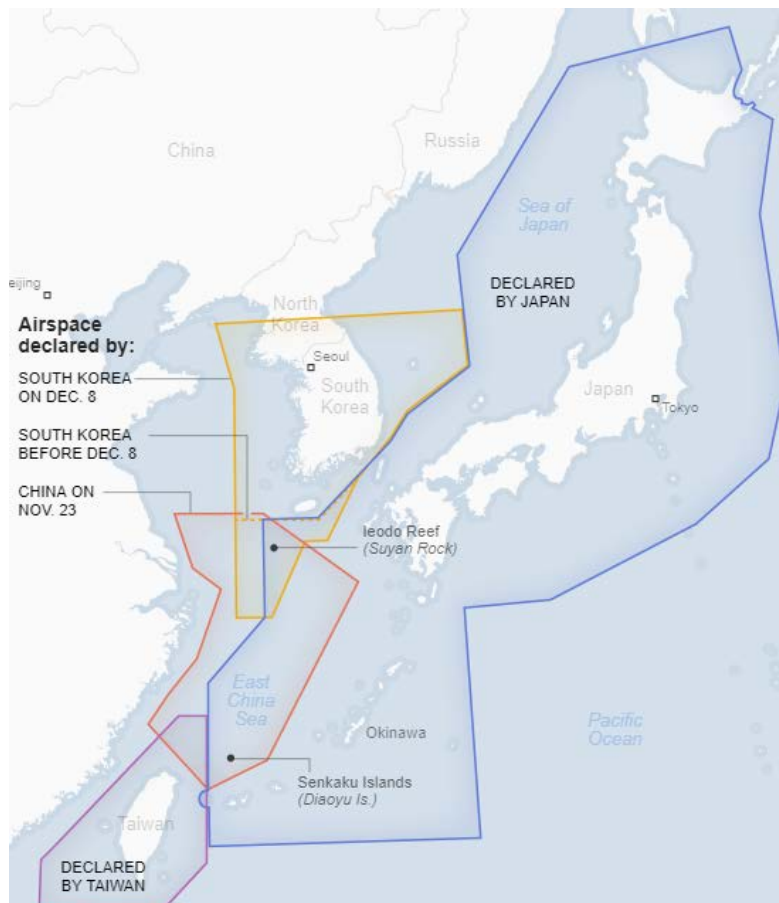 China
Russia
Sea of
Japan
eijing
North
Korea
DECLARED
BY JAPAN
Airspace
declared by:
Seoul
SOUTH KOREA
ON DEC. 8
South
Korea
Japan
Tokyo
SOUTH KOREA
BEFORE DEC. 8
CHINA ON
NOV. 23
Ieodo Reef
(Suyan Rock)
East
China
Sea
Okinawa
Pacific
Ocean
Senkaku Islands
(Diaoyu Is.)
Taiwan
DECLARED
BY TAIWAN